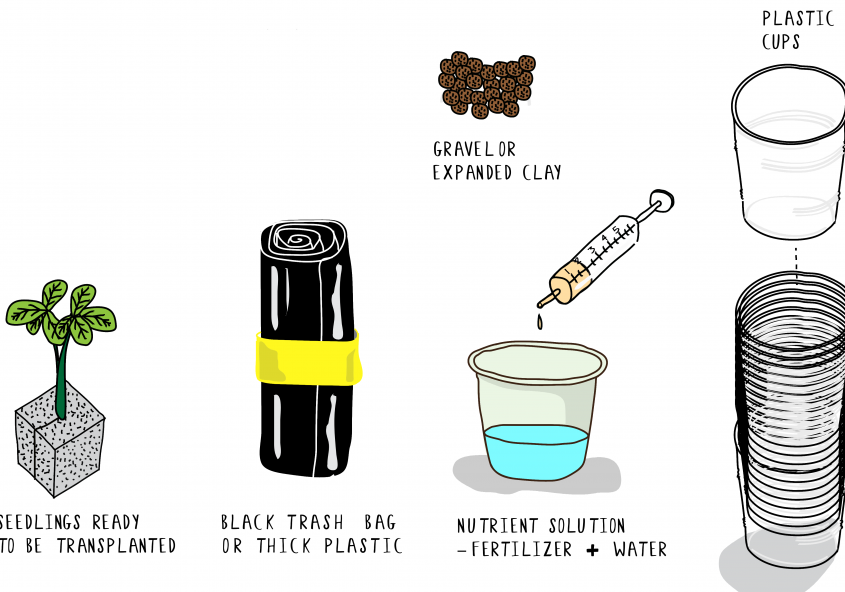 PLASTIC
CUPS
GRAVEL OR
EXPANDED CLAY
1 2 3 4 5
SEEDLINGS READY
TO BE TRANSPLANTED
BLACK TRASH BAG
OR THICK PLASTIC
NUTRIENT SOLUTION
-FERTILIZER + WATER